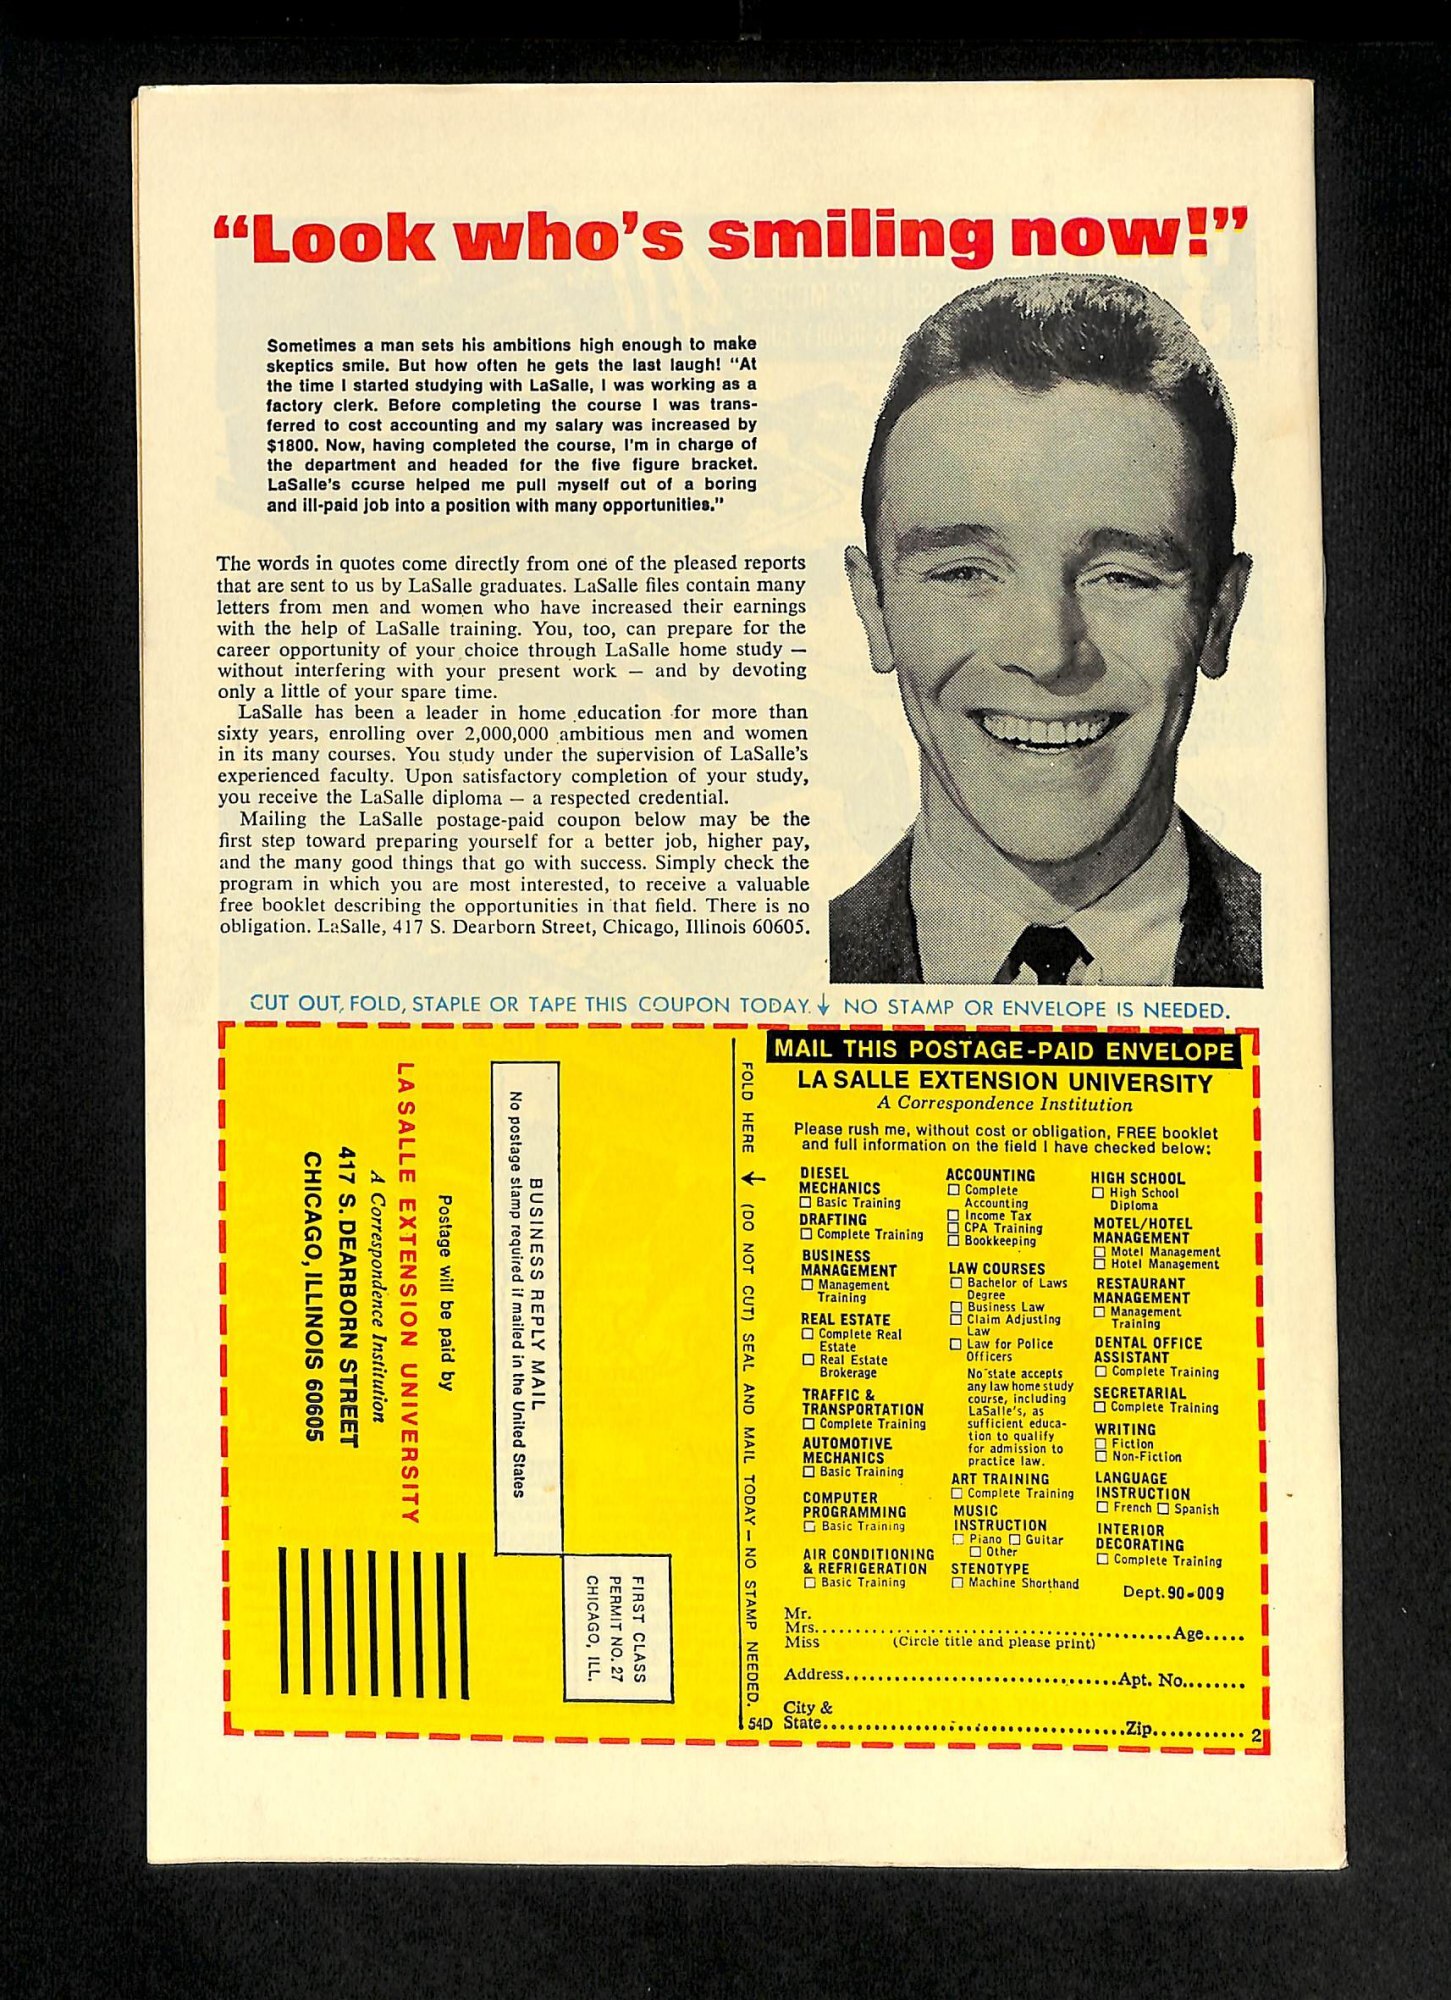 “Look who’s smiling now!”
Sometimes a man sets his ambitions high enough to make
skeptics smile. But how often he gets the last laugh! “At
the time I started studying with LaSalle, I was working as a
factory clerk. Before completing the course I was trans-
ferred to cost accounting and my salary was increased by
$1800. Now, having completed the course, I’m in charge of
the department and headed for the five figure bracket.
LaSalle’s course helped me pull myself out of a boring
and ill-paid job into a position with many opportunities.”
The words in quotes come directly from one of the pleased reports
that are sent to us by LaSalle graduates. LaSalle files contain many
letters from men and women who have increased their earnings
with the help of LaSalle training. You, too, can prepare for the
career opportunity of your choice through LaSalle home study —
without interfering with your present work — and by devoting
only a little of your spare time.
LaSalle has been a leader in home education for more than
sixty years, enrolling over 2,000,000 ambitious men and women
in its many courses. You study under the supervision of LaSalle’s
experienced faculty. Upon satisfactory completion of your study,
you receive the LaSalle diploma — a respected credential.
Mailing the LaSalle postage-paid coupon below may be the
first step toward preparing yourself for a better job, higher pay,
and the many good things that go with success. Simply check the
program in which you are most interested, to receive a valuable
free booklet describing the opportunities in that field. There is no
obligation. LaSalle, 417 S. Dearborn Street, Chicago, Illinois 60605.
CUT OUT, FOLD, STAPLE OR TAPE THIS COUPON TODAY. ↓ NO STAMP OR ENVELOPE IS NEEDED.
FIRST CLASS
PERMIT NO. 27
CHICAGO, ILL.
BUSINESS REPLY MAIL
No postage stamp required if mailed in the United States
Postage will be paid by
LA SALLE EXTENSION UNIVERSITY
A Correspondence Institution
417 S. DEARBORN STREET
CHICAGO, ILLINOIS 60605
FOLD HERE → (DO NOT CUT) SEAL AND MAIL TODAY — NO STAMP NEEDED.
54D
MAIL THIS POSTAGE-PAID ENVELOPE
LA SALLE EXTENSION UNIVERSITY
A Correspondence Institution
Please rush me, without cost or obligation, FREE booklet
and full information on the field I have checked below:
DIESEL
MECHANICS
☐ Basic Training
DRAFTING
☐ Complete Training
BUSINESS
MANAGEMENT
☐ Management
Training
REAL ESTATE
☐ Complete Real
Estate
☐ Real Estate
Brokerage
TRAFFIC &
TRANSPORTATION
☐ Complete Training
AUTOMOTIVE
MECHANICS
☐ Basic Training
COMPUTER
PROGRAMMING
☐ Basic Training
AIR CONDITIONING
& REFRIGERATION
☐ Basic Training
ACCOUNTING
☐ Complete
Accounting
☐ Income Tax
☐ CPA Training
☐ Bookkeeping
LAW COURSES
☐ Bachelor of Laws
Degree
☐ Business Law
☐ Claim Adjusting
Law
☐ Law for Police
Officers
No state accepts
any law home study
course, including
LaSalle’s, as
sufficient educa-
tion to qualify
for admission to
practice law.
ART TRAINING
☐ Complete Training
MUSIC
INSTRUCTION
☐ Piano ☐ Guitar
☐ Other
STENOTYPE
☐ Machine Shorthand
HIGH SCHOOL
☐ High School
Diploma
MOTEL/HOTEL
MANAGEMENT
☐ Motel Management
☐ Hotel Management
RESTAURANT
MANAGEMENT
☐ Management
Training
DENTAL OFFICE
ASSISTANT
☐ Complete Training
SECRETARIAL
☐ Complete Training
WRITING
☐ Fiction
☐ Non-Fiction
LANGUAGE
INSTRUCTION
☐ French ☐ Spanish
INTERIOR
DECORATING
☐ Complete Training
Dept. 90-009
Mr.
Mrs. ........ Age.....
Miss (Circle title and please print)
Address ........ Apt. No........
City &
State ........ Zip........... 2